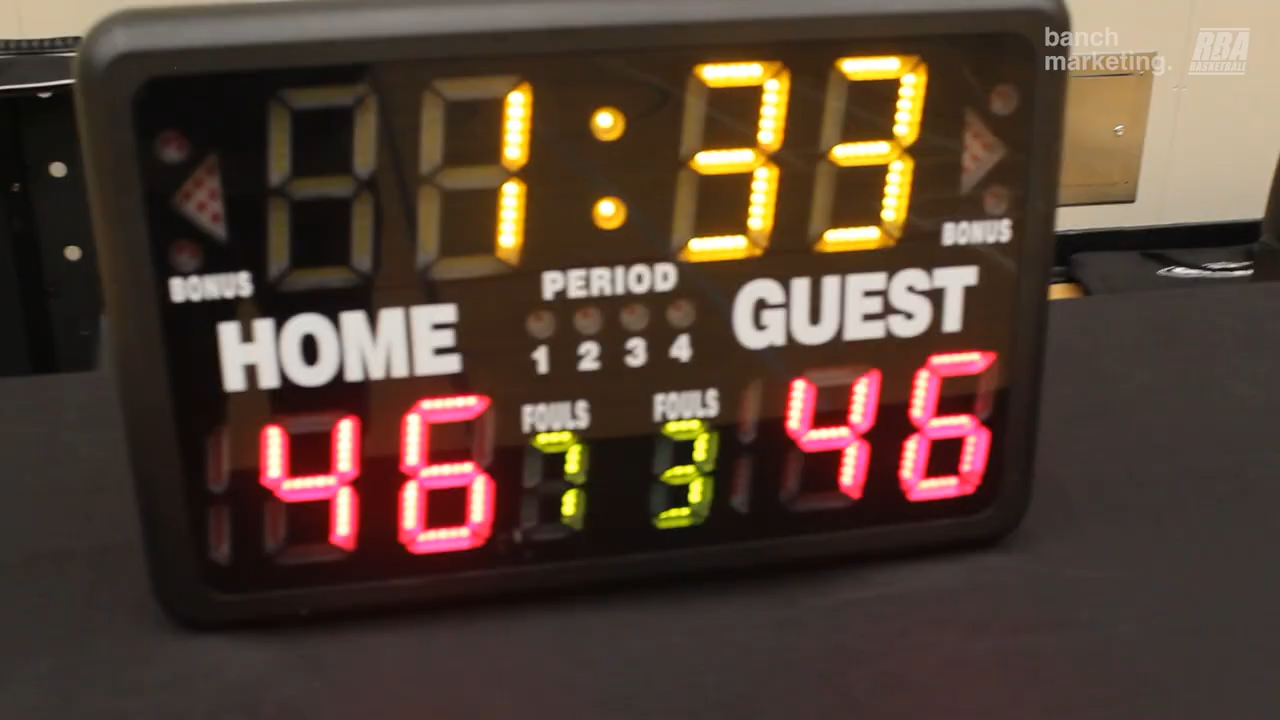 banch
marketing.
RBA
BASKETBALL
1:33
BONUS
BONUS
PERIOD
HOME
GUEST
1 2 3 4
FOULS
FOULS
46
7
3
46